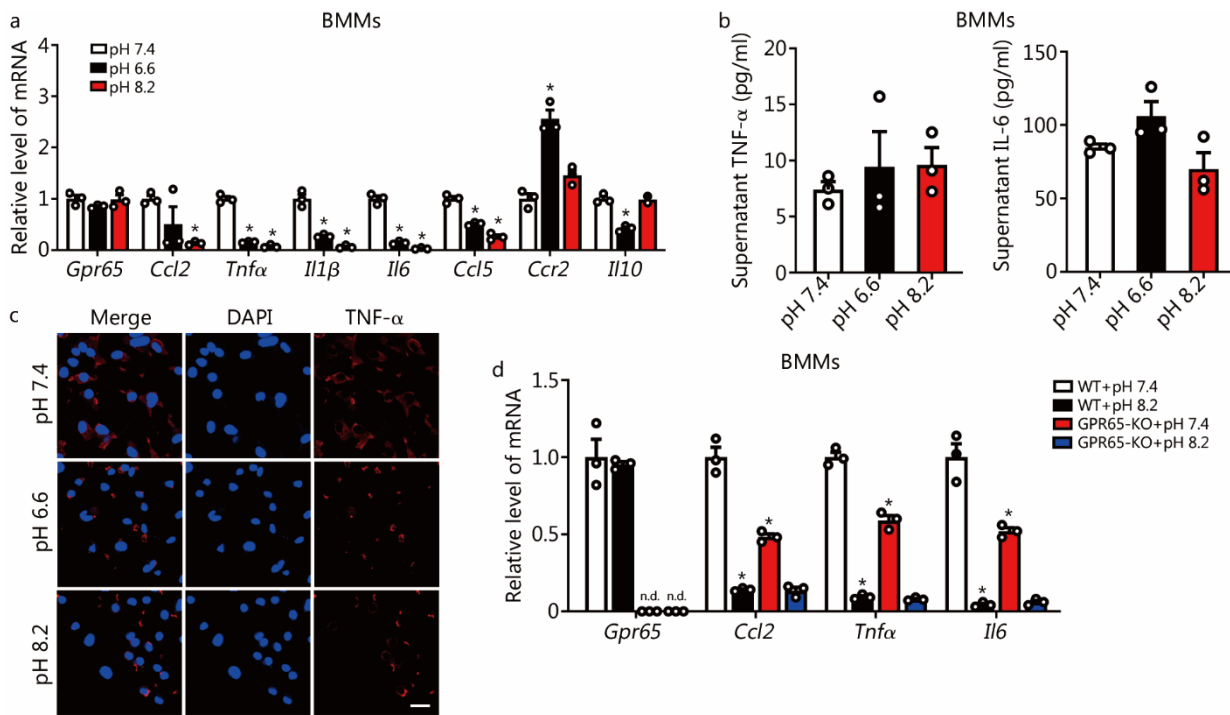 a
BMMs
Relative level of mRNA
4
3
2
1
0
pH 7.4
pH 6.6
pH 8.2
* * * * * * * * * * *
Gpr65 Ccl2 Tnfα Il1β Il6 Ccl5 Ccr2 Il10
b
BMMs
Supernatant TNF-α (pg/ml)
20
15
10
5
0
pH 7.4 pH 6.6 pH 8.2
Supernatant IL-6 (pg/ml)
150
100
50
0
pH 7.4 pH 6.6 pH 8.2
c
Merge DAPI TNF-α
pH 7.4
pH 6.6
pH 8.2
d
BMMs
Relative level of mRNA
1.5
1.0
0.5
0
WT+pH 7.4
WT+pH 8.2
GPR65-KO+pH 7.4
GPR65-KO+pH 8.2
n.d. n.d. * * * * * *
Gpr65 Ccl2 Tnfα Il6